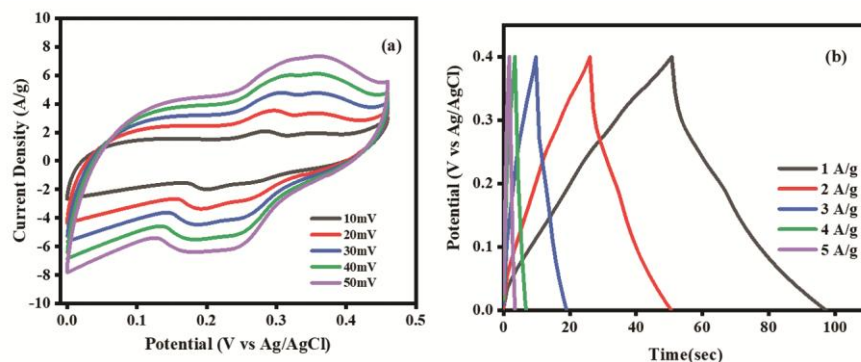 (a)
Current Density (A/g)
8
6
4
2
0
-2
-4
-6
-8
-10
10mV
20mV
30mV
40mV
50mV
0.0 0.1 0.2 0.3 0.4 0.5
Potential (V vs Ag/AgCl)
(b)
Potential (V vs Ag/AgCl)
0.4
0.3
0.2
0.1
0.0
1 A/g
2 A/g
3 A/g
4 A/g
5 A/g
0 20 40 60 80 100
Time(sec)